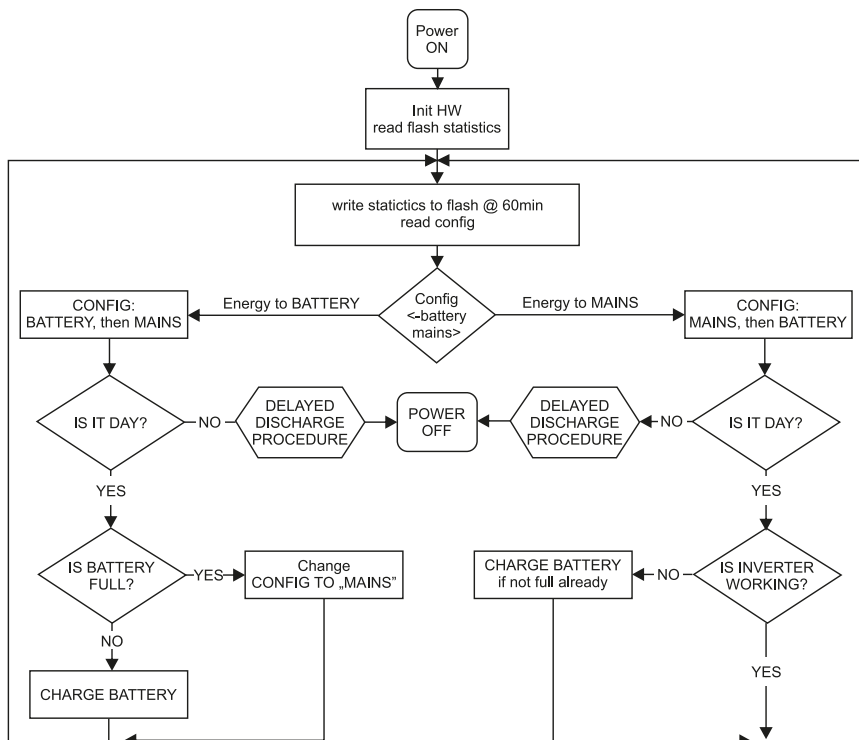 Power
ON
Init HW
read flash statistics
write statictics to flash @ 60min
read config
Energy to BATTERY
Config
<-battery
mains>
Energy to MAINS
CONFIG:
BATTERY, then MAINS
CONFIG:
MAINS, then BATTERY
IS IT DAY?
NO
DELAYED
DISCHARGE
PROCEDURE
POWER
OFF
DELAYED
DISCHARGE
PROCEDURE
NO
IS IT DAY?
YES
YES
IS BATTERY
FULL?
YES
Change
CONFIG TO „MAINS”
CHARGE BATTERY
if not full already
NO
IS INVERTER
WORKING?
NO
YES
CHARGE BATTERY